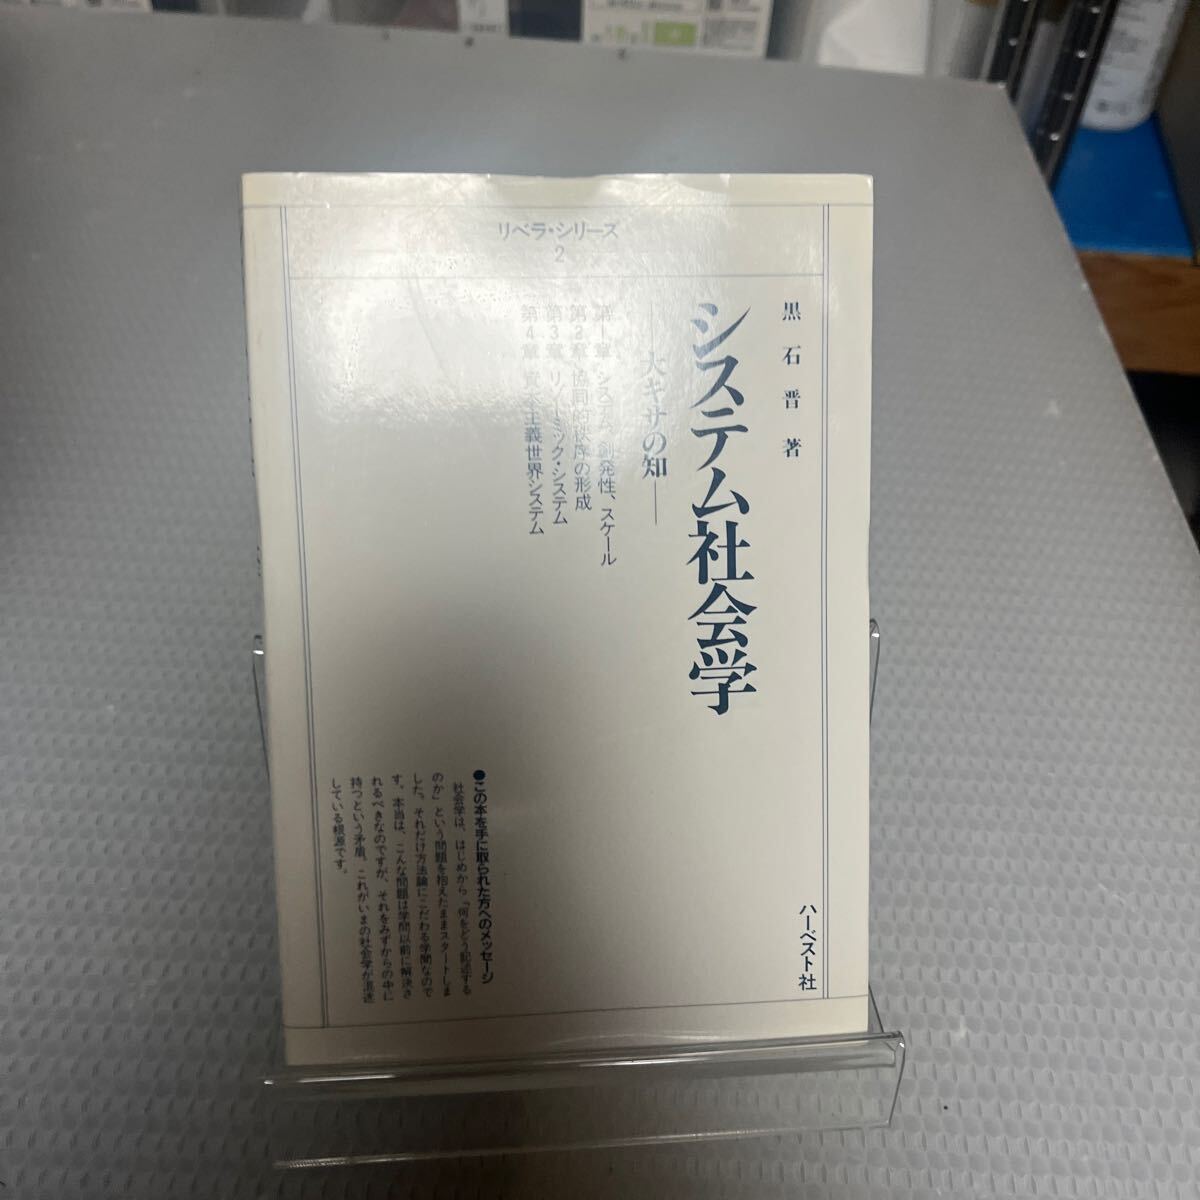 リベラ・シリーズ
2
黒石晋 著
システム社会学
―大キサの知―
第1章 システム、創発性、スケール
第2章 協同的秩序の形成
第3章 リゾーミック・システム
第4章 資本主義世界システム
●この本を手に取られた方へのメッセージ
社会学は、はじめから「何をどう記述する
のか」という問題を抱えたままスタートしま
した。それだけ方法論にこだわる学問なので
す。本当は、こんな問題は学問以前に解決さ
れるべきなのですが、それをみずからの中に
持つという矛盾。これがいまの社会学が混迷
している根源です。
ハーベスト社